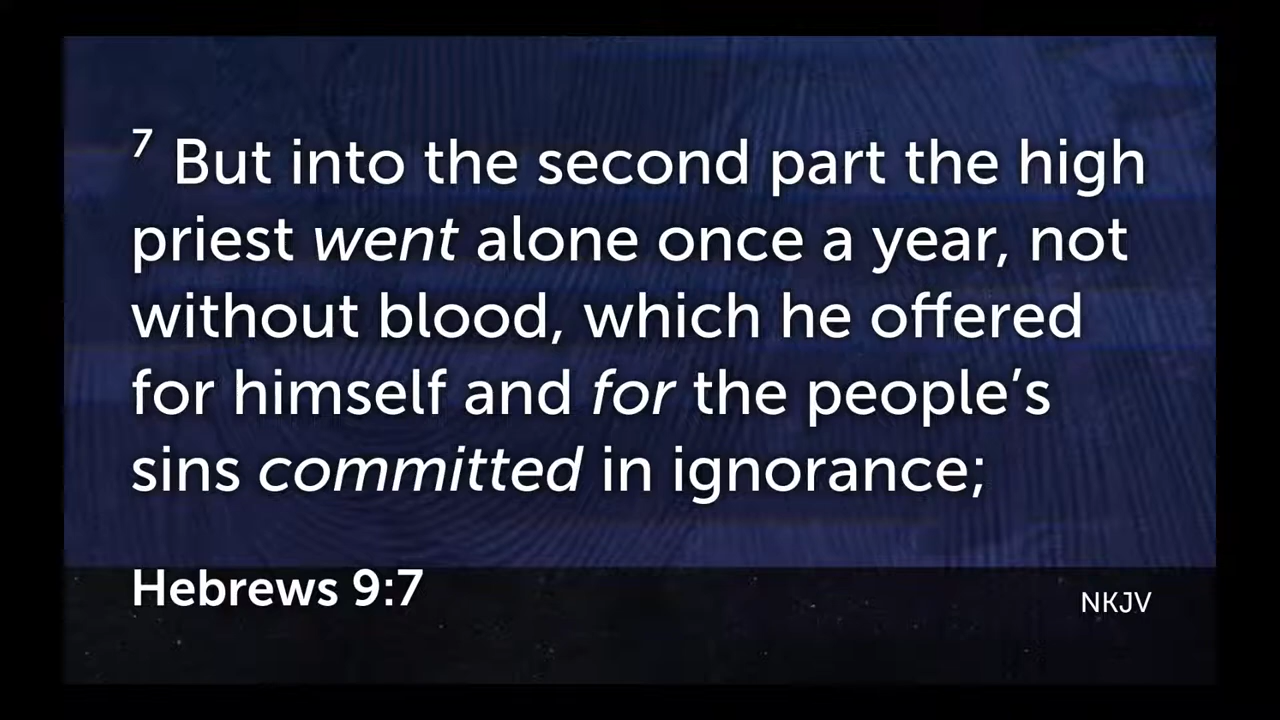 7 But into the second part the high
priest went alone once a year, not
without blood, which he offered
for himself and for the people’s
sins committed in ignorance;
Hebrews 9:7
NKJV